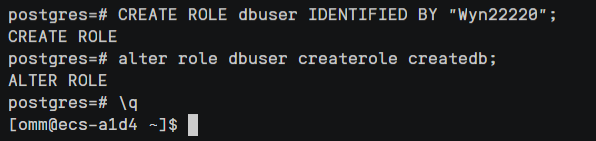 postgres=# CREATE ROLE dbuser IDENTIFIED BY "Wyn22220";
CREATE ROLE
postgres=# alter role dbuser createrole createdb;
ALTER ROLE
postgres=# \q
[omm@ecs-a1d4 ~]$